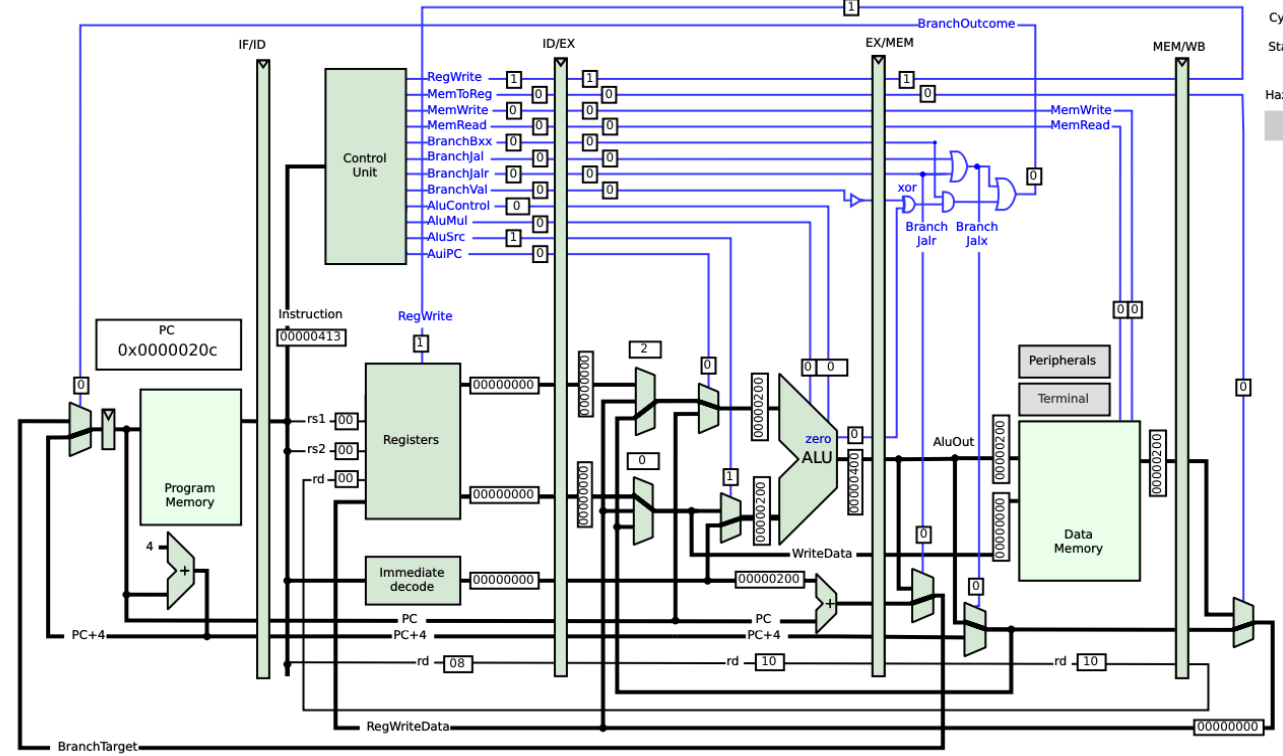 1
Cy
BranchOutcome
Sta
IF/ID
ID/EX
EX/MEM
MEM/WB
RegWrite 1 1 1
MemToReg 0 0 0
Haz
MemWrite 0 0 MemWrite
MemRead 0 0 MemRead
BranchBxx 0 0
Control
Unit
BranchJal 0 0
BranchJalr 0 0
0
BranchVal 0 0
xor
AluControl 0
AluMul 0
AluSrc 1
AuiPC 0
Branch
Jalr
Branch
Jalx
Instruction
00000413
RegWrite
1
0 0
PC
0x0000020c
2
Peripherals
Terminal
0
0
0 0
0
00000000
00000000
00000200
rs1 00
rs2 00
rd 00
Registers
zero
0
ALU
AluOut
00000200
00000400
00000200
0
1
00000000
00000000
00000200
00000000
Program
Memory
Data
Memory
0
4
+
WriteData
Immediate
decode
00000000
00000200
+
0
PC
PC
PC+4
PC+4
PC+4
rd 08
rd 10
rd 10
RegWriteData
00000000
BranchTarget